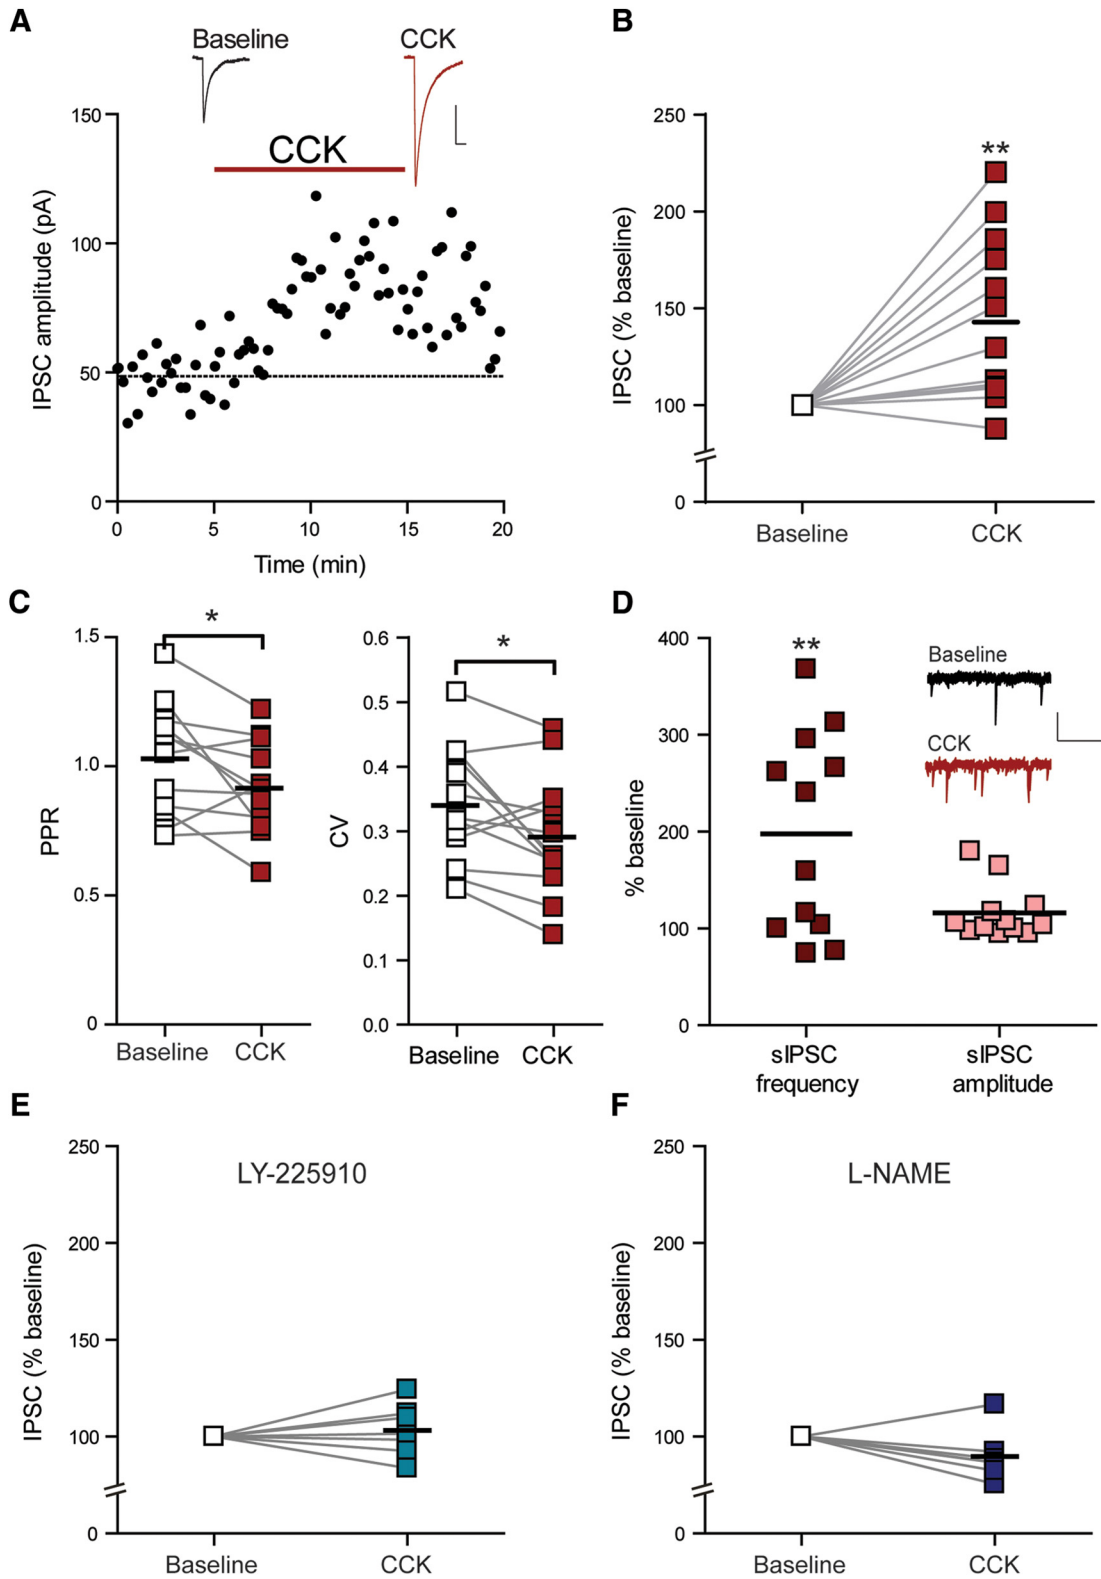 A
Baseline
CCK
CCK
IPSC amplitude (pA)
150
100
50
0
0 5 10 15 20
Time (min)
B
**
IPSC (% baseline)
250
200
150
100
0
Baseline CCK
C
*
PPR
1.5
1.0
0.5
0
Baseline CCK
*
CV
0.6
0.5
0.4
0.3
0.2
0.1
0.0
Baseline CCK
D
**
Baseline
CCK
% baseline
400
300
200
100
0
sIPSC frequency
sIPSC amplitude
E
LY-225910
IPSC (% baseline)
250
200
150
100
0
Baseline CCK
F
L-NAME
IPSC (% baseline)
250
200
150
100
0
Baseline CCK